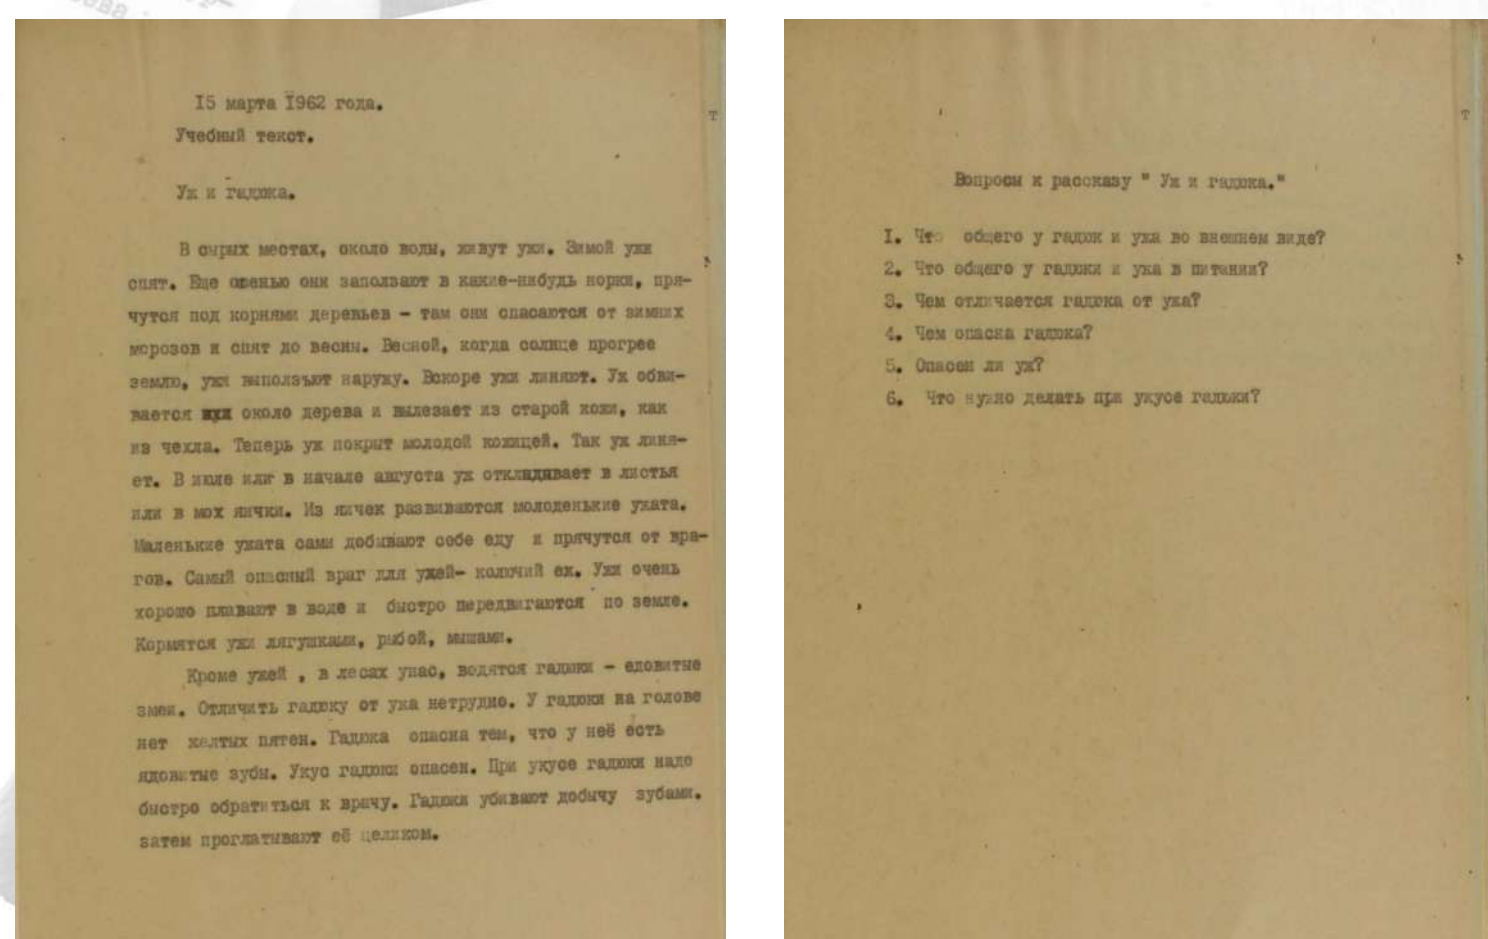 15 марта 1962 года.
Учебный текст.
Уж и гадюка.
В сырых местах, около воды, живут ужи. Зимой ужи
спят. Еще осенью они заползают в какие-нибудь норки, пря-
чутся под корнями деревьев - там они спасаются от зимних
морозов и спят до весны. Весной, когда солнце прогрее
землю, ужи выползъют наружу. Вскоре ужи линяют. Уж обви-
вается около дерева и вылезает из старой кожи, как
из чехла. Теперь уж покрыт молодой кожицей. Так уж линя-
ет. В июле или в начале августа уж откладывает в листья
или в мох яички. Из яичек развиваются молоденькие ужата.
Маленькие ужата сами добывают себе еду и прячутся от вра-
гов. Самый опасный враг для ужей- колючий еж. Ужи очень
хорошо плавают в воде и быстро передвигаются по земле.
Кормятся ужи лягушками, рыбой, мышами.
Кроме ужей , в лесах унас, водятся гадюки - ядовитые
змеи. Отличить гадюку от ужа нетрудно. У гадюки на голове
нет желтых пятен. Гадюка опасна тем, что у неё есть
ядовитые зубы. Укус гадюки опасен. При укусе гадюки надо
быстро обратиться к врачу. Гадюки убивают добычу зубами.
затем проглатывают её целиком.
Вопросы к рассказу " Уж и гадюка."
I. Что общего у гадюк и ужа во внешнем виде?
2. Что общего у гадюки и ужа в питании?
3. Чем отличается гадюка от ужа?
4. Чем опасна гадюка?
5. Опасен ли уж?
6. Что нужно делать при укусе гадюки?